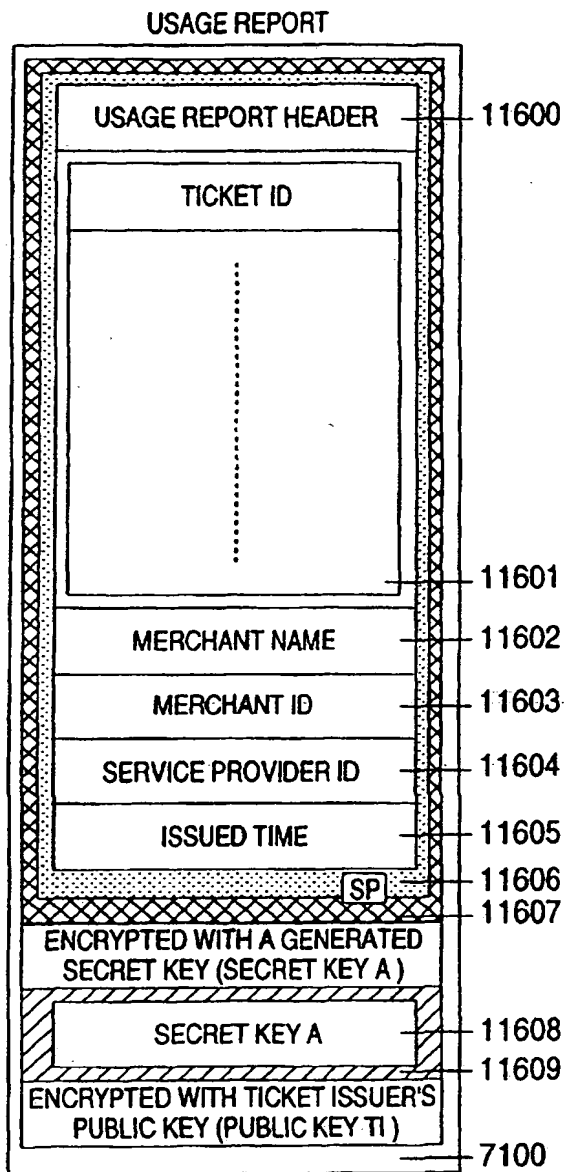 USAGE REPORT
USAGE REPORT HEADER
11600
TICKET ID
11601
MERCHANT NAME
11602
MERCHANT ID
11603
SERVICE PROVIDER ID
11604
ISSUED TIME
11605
SP
11606
11607
ENCRYPTED WITH A GENERATED
SECRET KEY (SECRET KEY A)
SECRET KEY A
11608
11609
ENCRYPTED WITH TICKET ISSUER'S
PUBLIC KEY (PUBLIC KEY TI)
7100